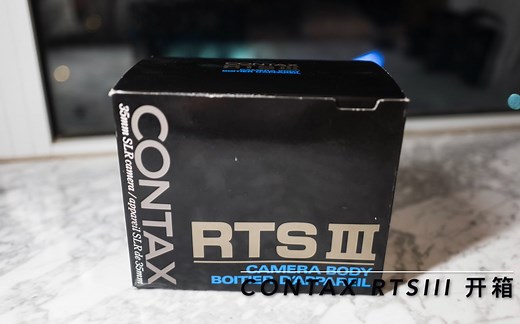 CONTAX
35mm SLR camera / appareil SLR de 35mm
RTS III
CAMERA BODY
BOITIER D'APPAREIL
CONTAX RTSIII 开箱